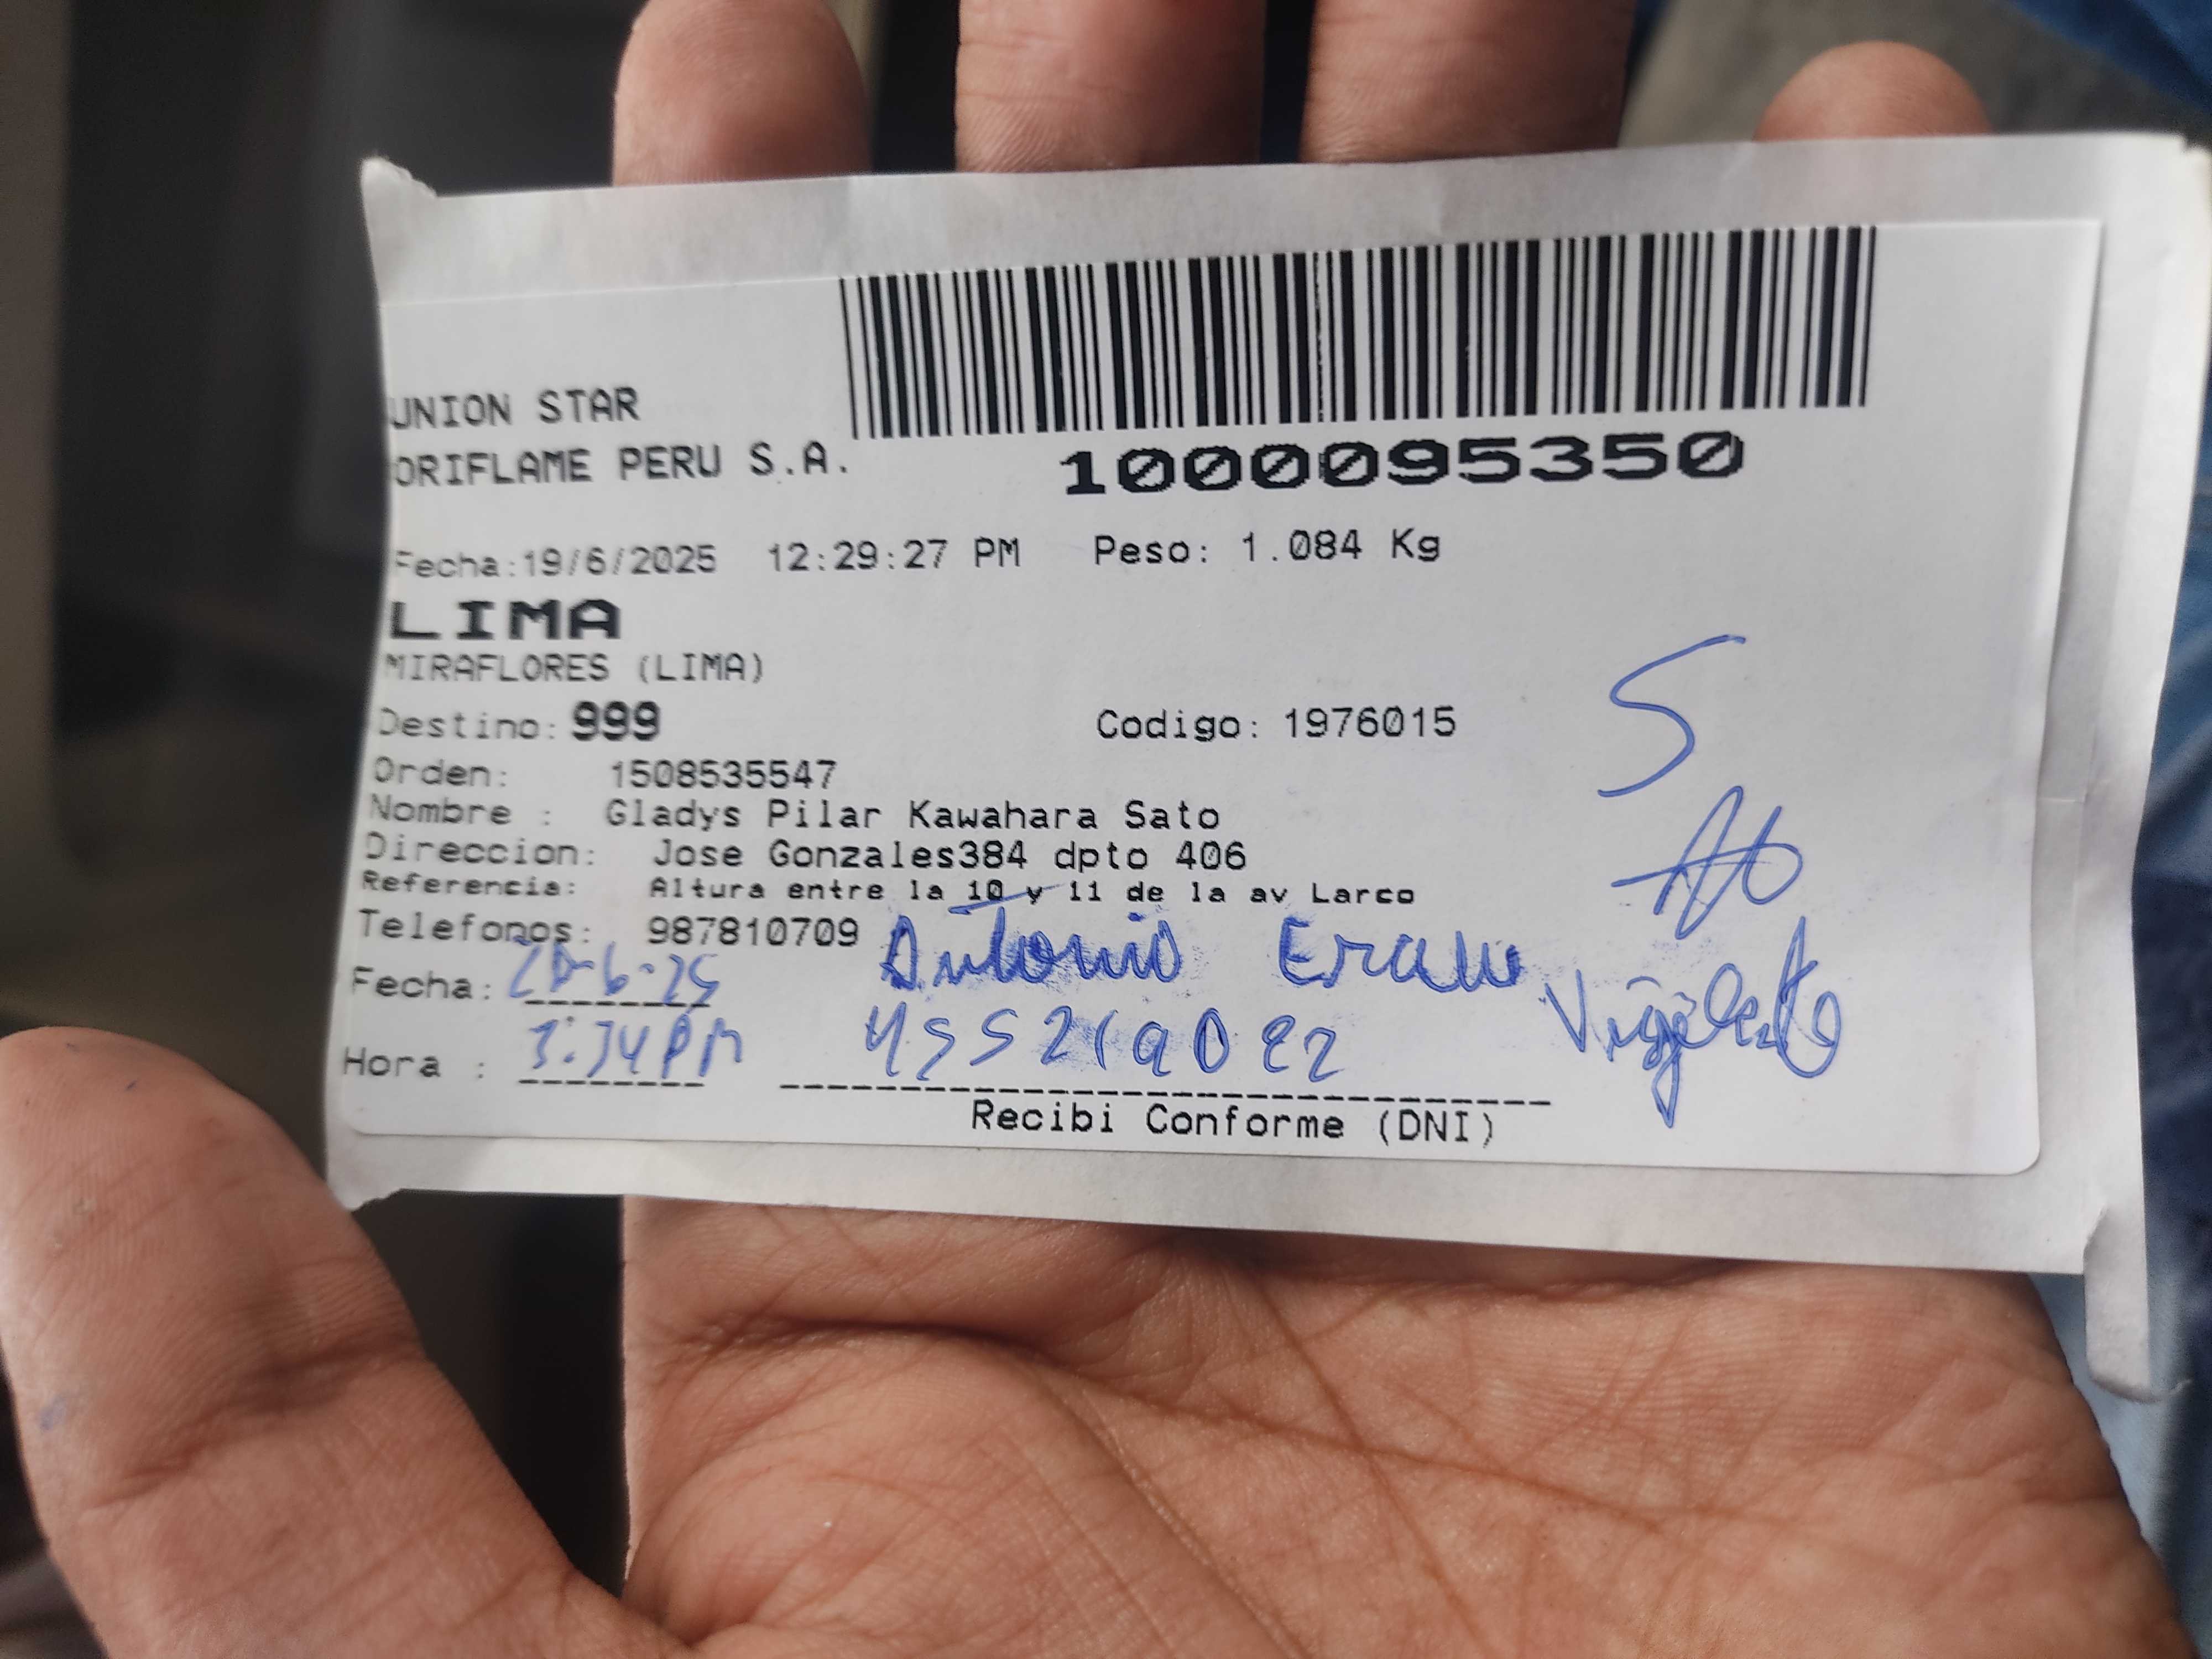 UNION STAR
ORIFLAME PERU S.A.
1000095350
Fecha:19/6/2025 12:29:27 PM Peso: 1.084 Kg
LIMA
MIRAFLORES (LIMA)
Destino: 999 Codigo: 1976015
Orden: 1508535547
Nombre : Gladys Pilar Kawahara Sato
Direccion: Jose Gonzales384 dpto 406
Referencia: Altura entre la 10 y 11 de la av Larco
Telefonos: 987810709
Antonio
Fecha: 20-6-25
Hora : 3:34 PM
Recibi Conforme (DNI)